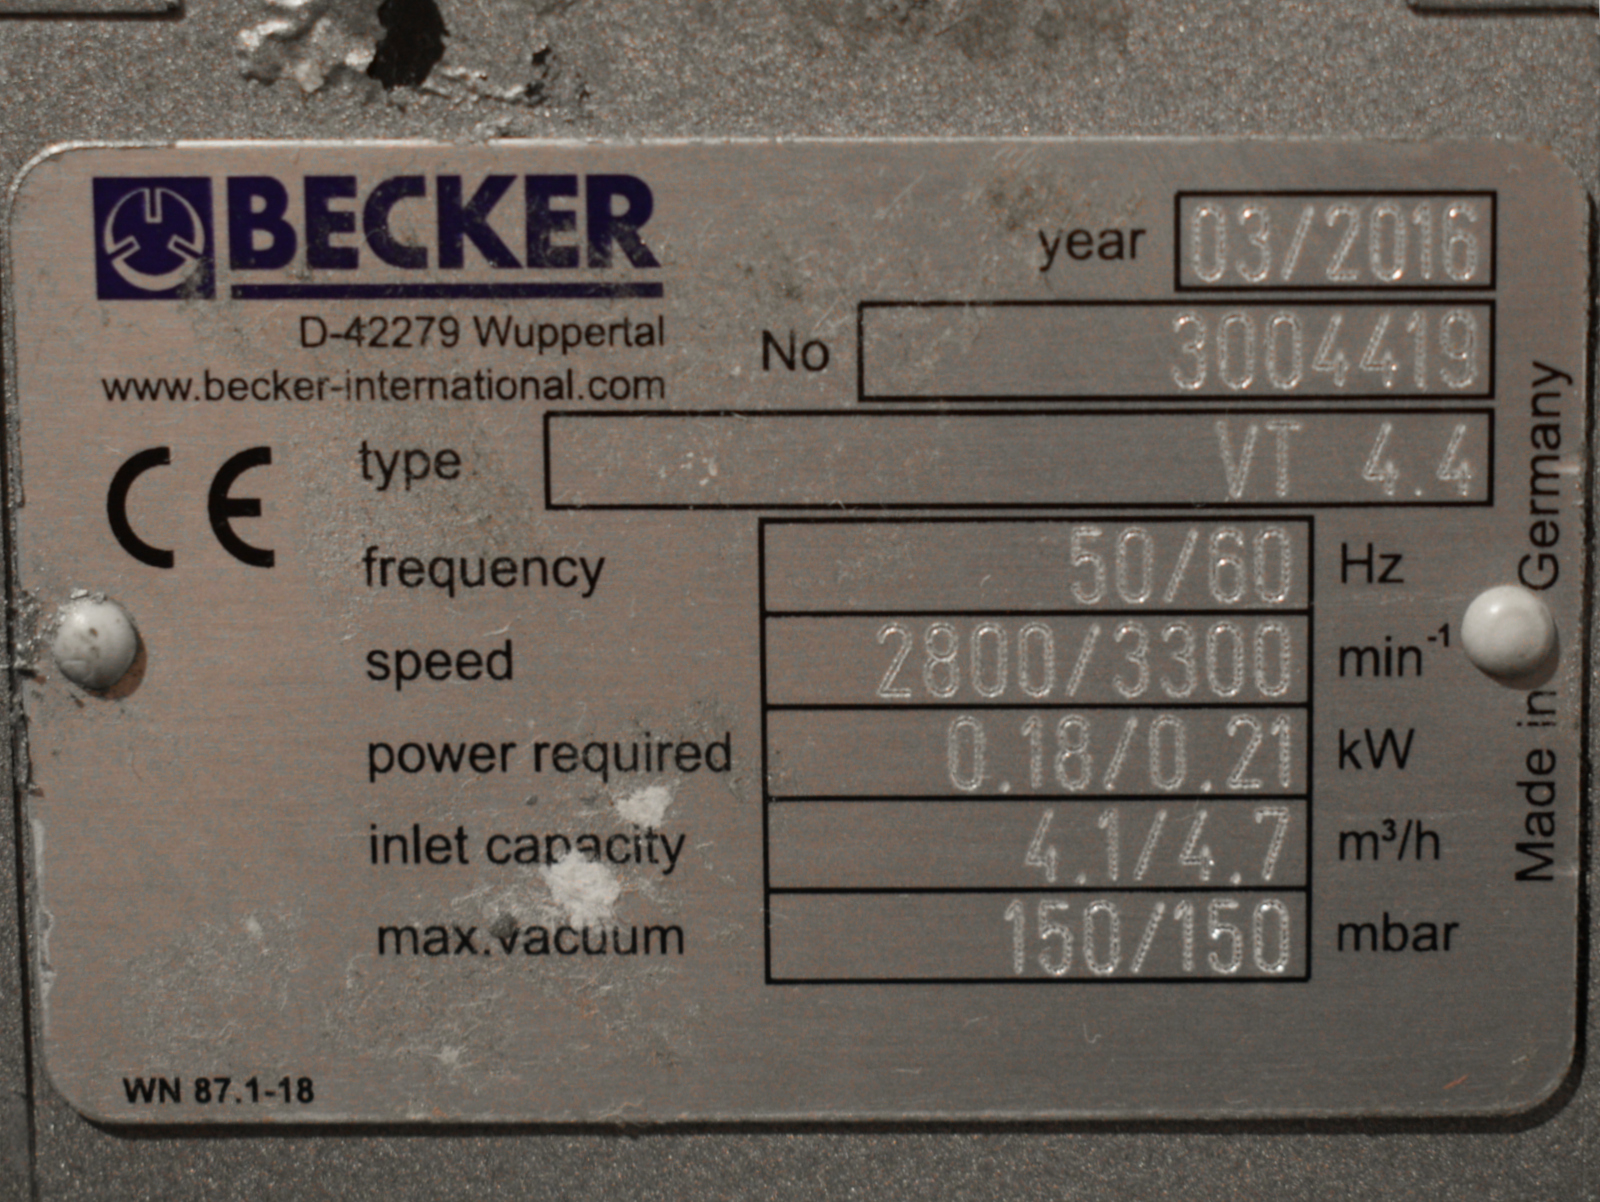 BECKER
D-42279 Wuppertal
www.becker-international.com
CE
year 03/2016
No 3004419
type VT 4.4
frequency 50/60 Hz
speed 2800/3300 min⁻¹
power required 0.18/0.21 kW
inlet capacity 4.1/4.7 m³/h
max.vacuum 150/150 mbar
WN 87.1-18
Made in Germany